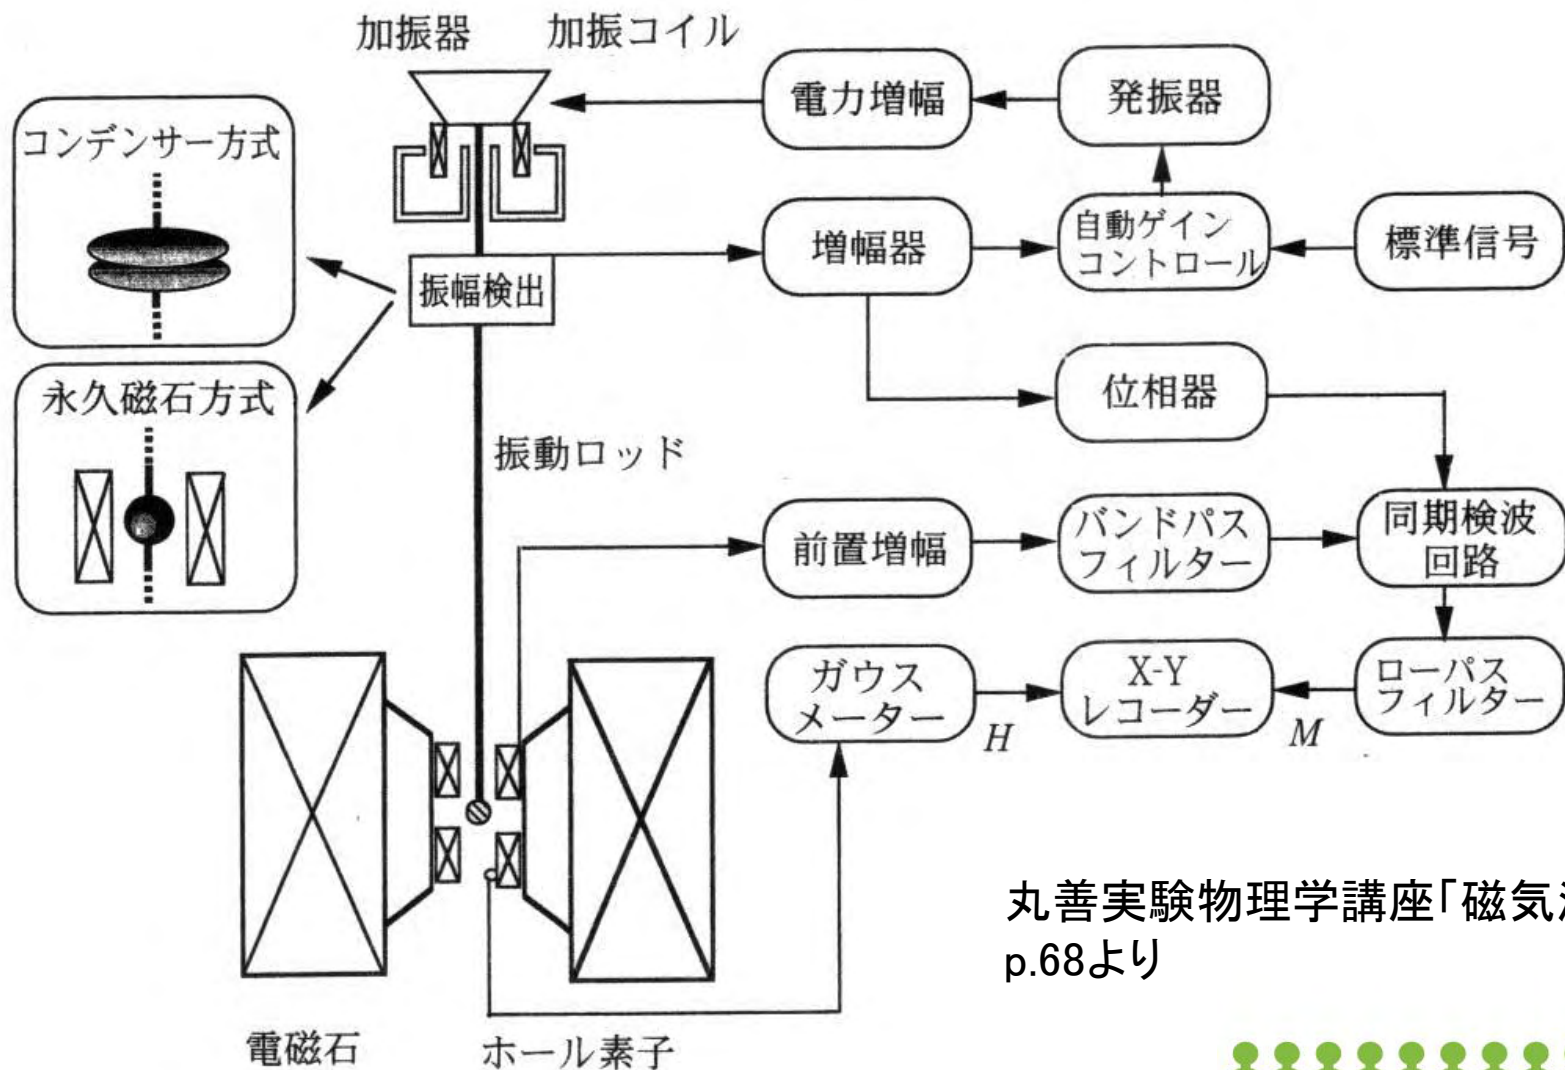 加振器
加振コイル
電力増幅
発振器
コンデンサー方式
増幅器
自動ゲイン
コントロール
標準信号
振幅検出
永久磁石方式
位相器
振動ロッド
前置増幅
バンドパス
フィルター
同期検波
回路
ガウス
メーター
H
X-Y
レコーダー
M
ローパス
フィルター
丸善実験物理学講座「磁気
p.68より
電磁石
ホール素子